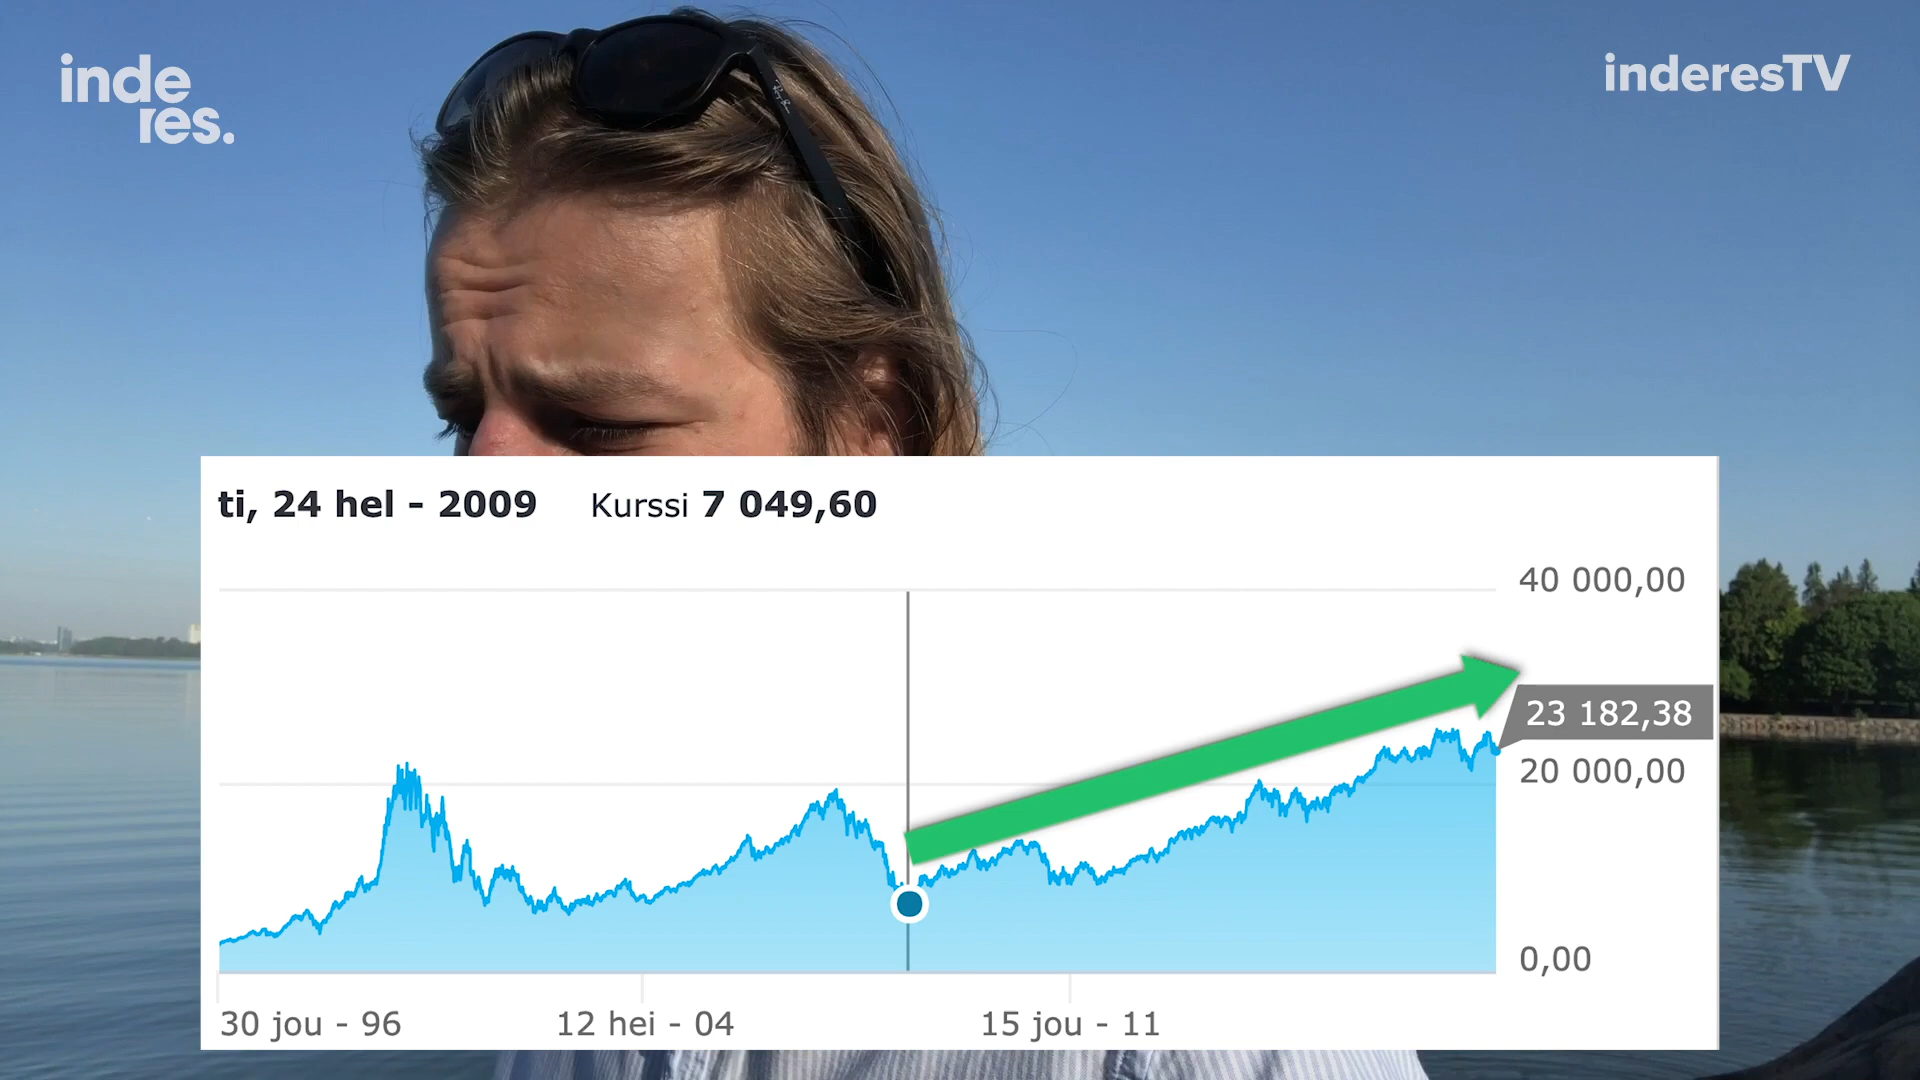 inde
res.
inderesTV
ti, 24 hel - 2009 Kurssi 7 049,60
40 000,00
23 182,38
20 000,00
0,00
30 jou - 96 12 hei - 04 15 jou - 11